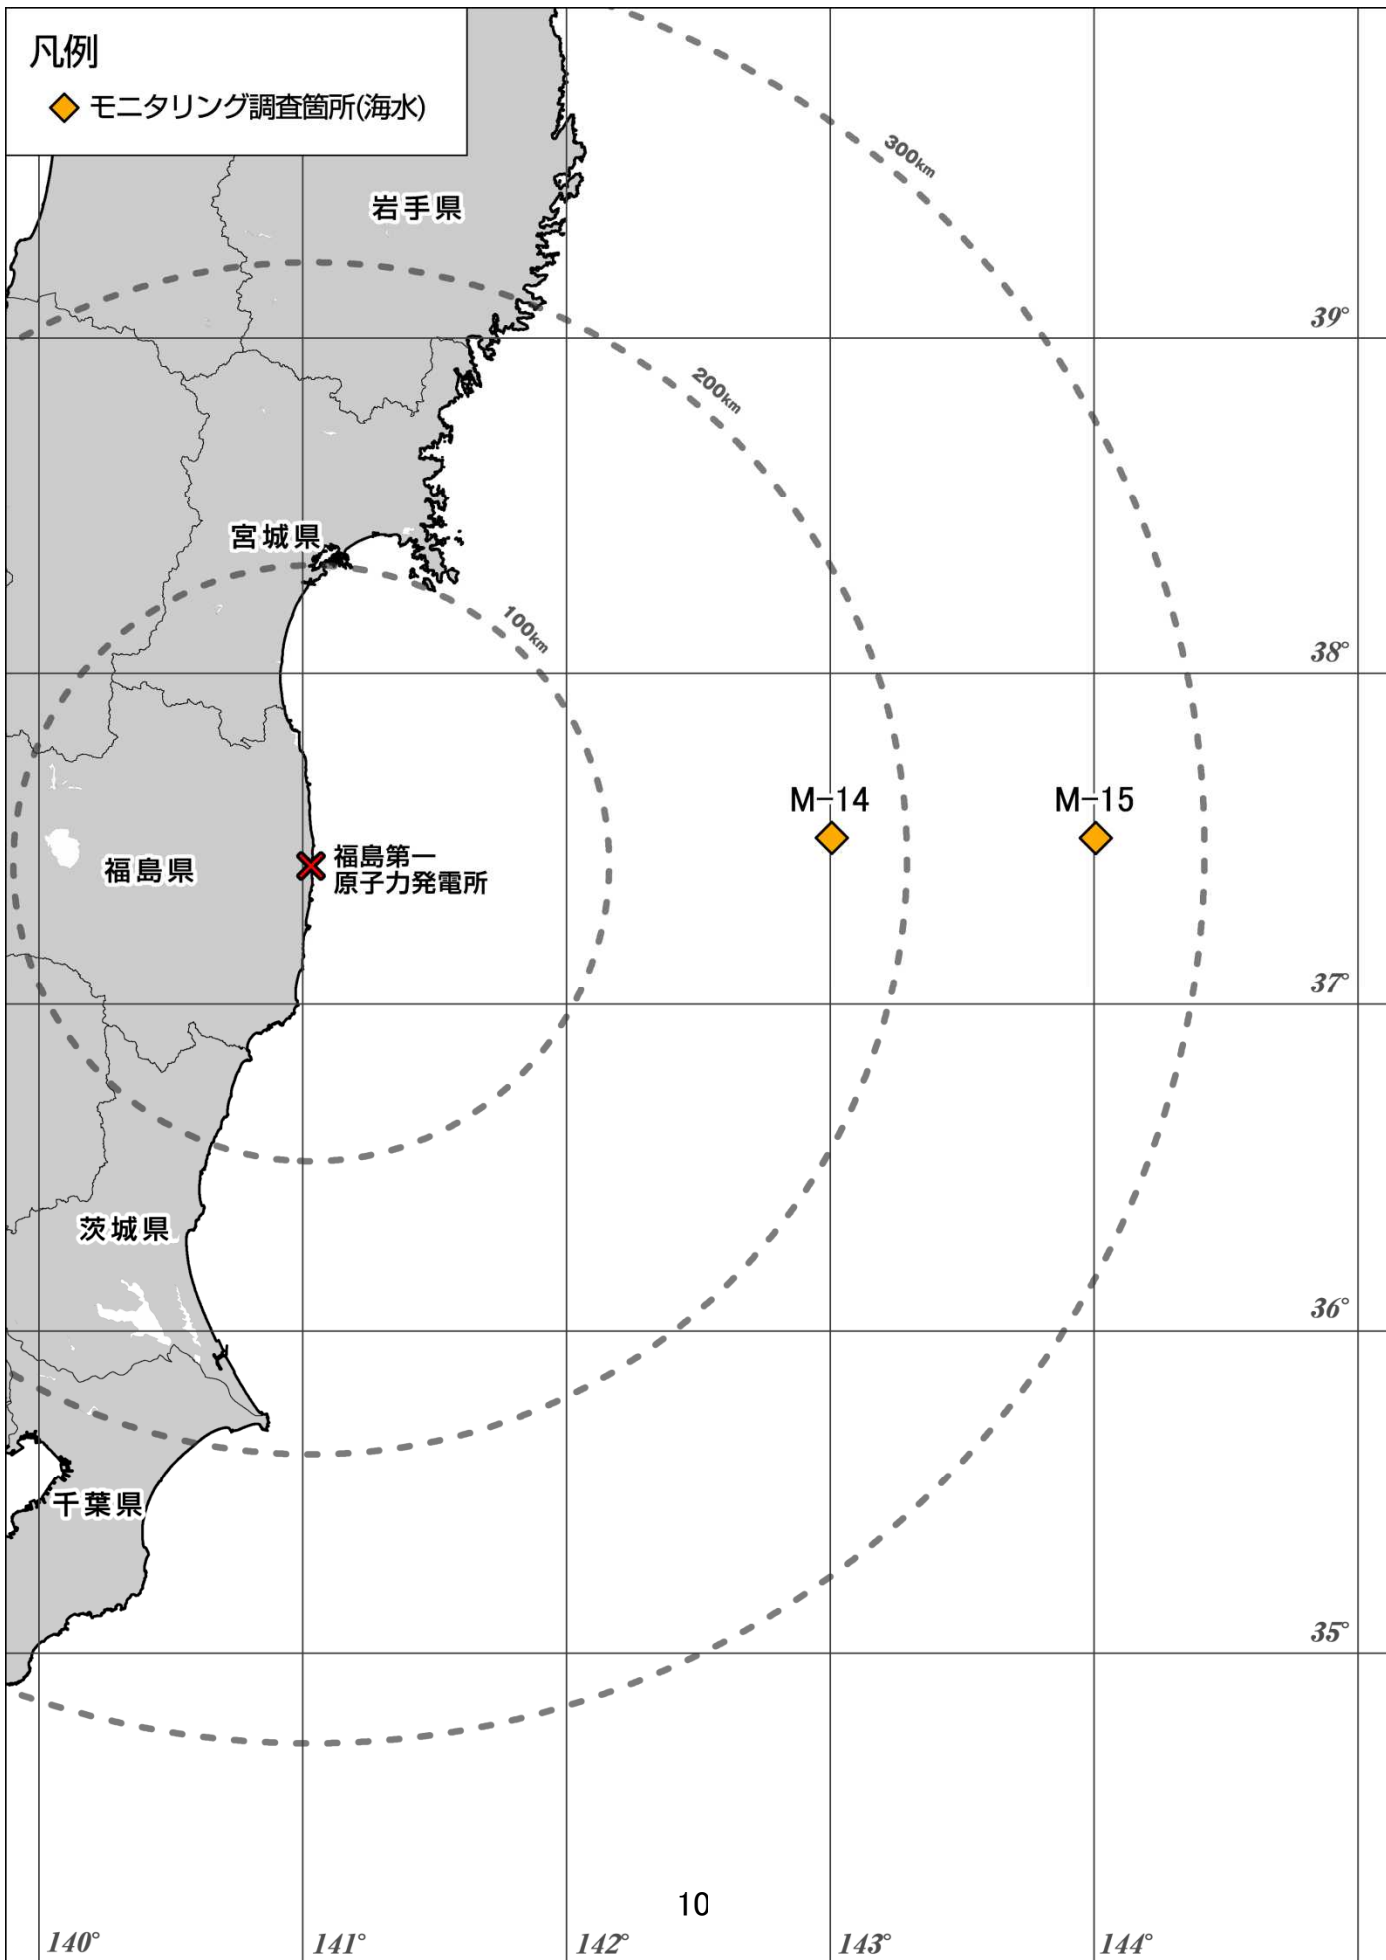 凡例
モニタリング調査箇所(海水)
300km
岩手県
39°
200km
宮城県
100km
38°
M-14
M-15
福島第一
原子力発電所
福島県
37°
茨城県
36°
千葉県
35°
10
140°
141°
142°
143°
144°